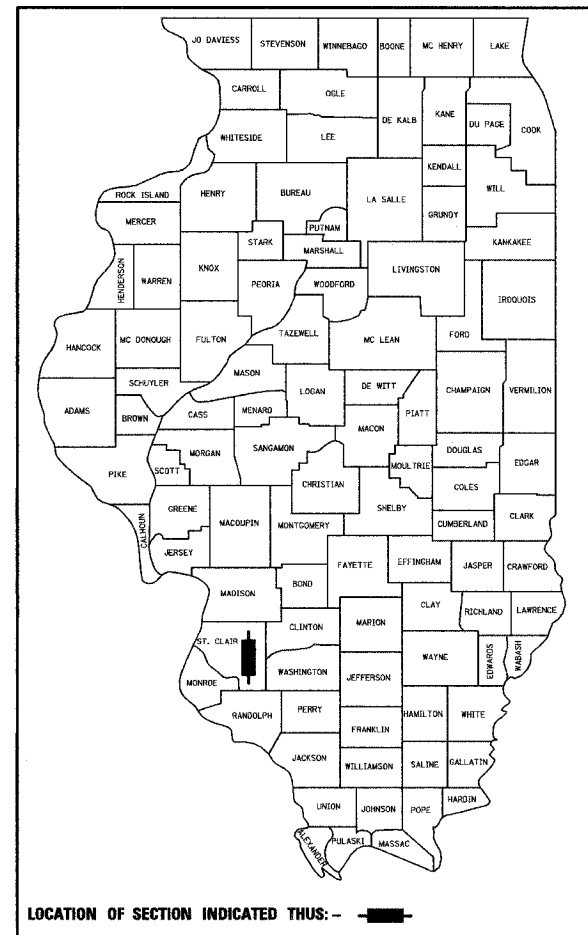 JO DAVIESS
STEVENSON
WINNEBAGO
BOONE
MC HENRY
LAKE
CARROLL
OGLE
DE KALB
KANE
DU PAGE
COOK
WHITESIDE
LEE
KENDALL
WILL
ROCK ISLAND
HENRY
BUREAU
LA SALLE
GRUNDY
MERCER
PUTNAM
STARK
MARSHALL
KANKAKEE
HENDERSON
WARREN
KNOX
PEORIA
WOODFORD
LIVINGSTON
IROQUOIS
HANCOCK
MC DONOUGH
FULTON
TAZEWELL
MC LEAN
FORD
SCHUYLER
MASON
LOGAN
DE WITT
CHAMPAIGN
VERMILION
ADAMS
BROWN
CASS
MENARD
MACON
PIATT
PIKE
SCOTT
MORGAN
SANGAMON
CHRISTIAN
MOULTRIE
DOUGLAS
EDGAR
COLES
CALHOUN
GREENE
MACOUPIN
MONTGOMERY
SHELBY
CUMBERLAND
CLARK
JERSEY
FAYETTE
EFFINGHAM
JASPER
CRAWFORD
MADISON
BOND
CLAY
RICHLAND
LAWRENCE
ST. CLAIR
CLINTON
MARION
WAYNE
EDWARDS
WABASH
MONROE
WASHINGTON
JEFFERSON
RANDOLPH
PERRY
FRANKLIN
HAMILTON
WHITE
JACKSON
WILLIAMSON
SALINE
GALLATIN
UNION
JOHNSON
POPE
HARDIN
ALEXANDER
PULASKI
MASSAC
LOCATION OF SECTION INDICATED THUS: -